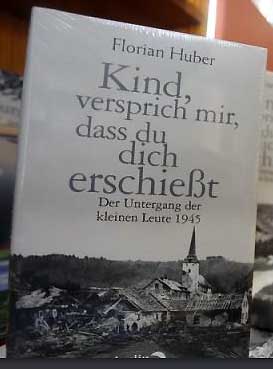 Florian Huber
Kind,
versprich mir,
dass du
dich
erschießt
Der Untergang der
kleinen Leute 1945